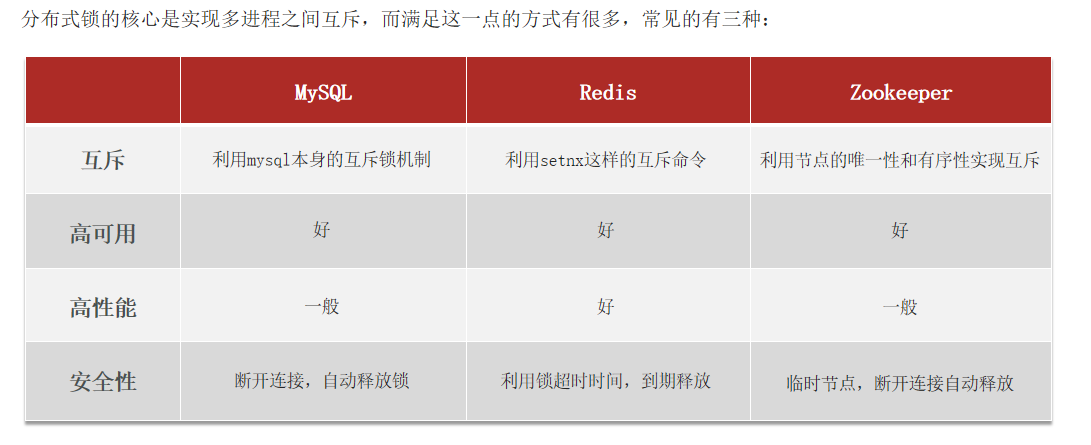 分布式锁的核心是实现多进程之间互斥，而满足这一点的方式有很多，常见的有三种：
MySQL Redis Zookeeper
互斥 利用mysql本身的互斥锁机制 利用setnx这样的互斥命令 利用节点的唯一性和有序性实现互斥
高可用 好 好 好
高性能 一般 好 一般
安全性 断开连接，自动释放锁 利用锁超时时间，到期释放 临时节点，断开连接自动释放